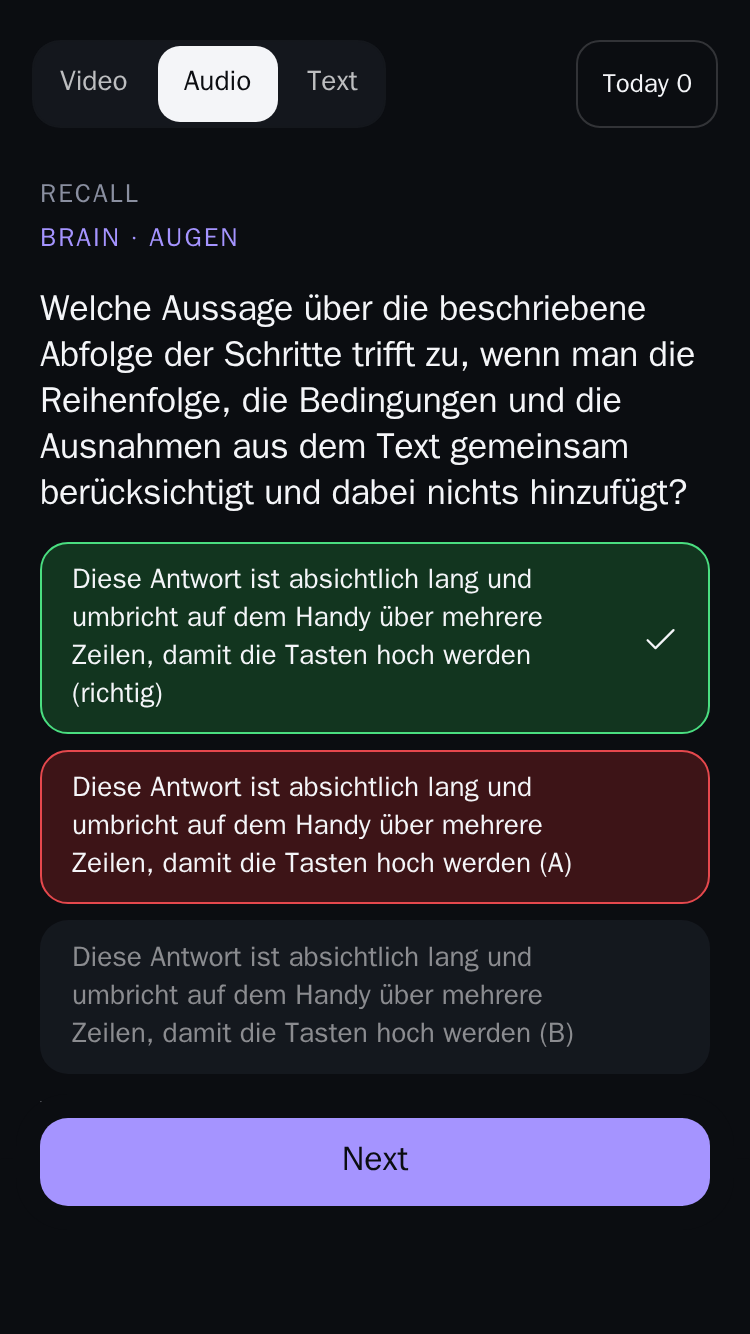 Video Audio Text Today 0
RECALL
BRAIN · AUGEN
Welche Aussage über die beschriebene
Abfolge der Schritte trifft zu, wenn man die
Reihenfolge, die Bedingungen und die
Ausnahmen aus dem Text gemeinsam
berücksichtigt und dabei nichts hinzufügt?
Diese Antwort ist absichtlich lang und
umbricht auf dem Handy über mehrere
Zeilen, damit die Tasten hoch werden
(richtig)
Diese Antwort ist absichtlich lang und
umbricht auf dem Handy über mehrere
Zeilen, damit die Tasten hoch werden (A)
Diese Antwort ist absichtlich lang und
umbricht auf dem Handy über mehrere
Zeilen, damit die Tasten hoch werden (B)
Next